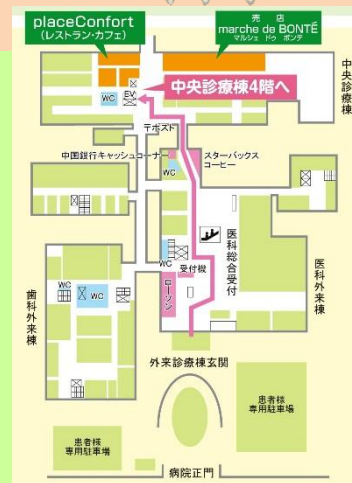 placeConfort
(レストラン・カフェ)
売店
marche de BONTÉ
マルシェ ドゥ ボンテ
中央診療棟
中央診療棟4階へ
EV
WC
〒ポスト
中国銀行キャッシュコーナー
スターバックス
コーヒー
WC
医科総合受付
医科外来棟
WC
受付機
ローソン
歯科外来棟
WC
WC
外来診療棟玄関
患者様
専用駐車場
患者様
専用駐車場
病院正門